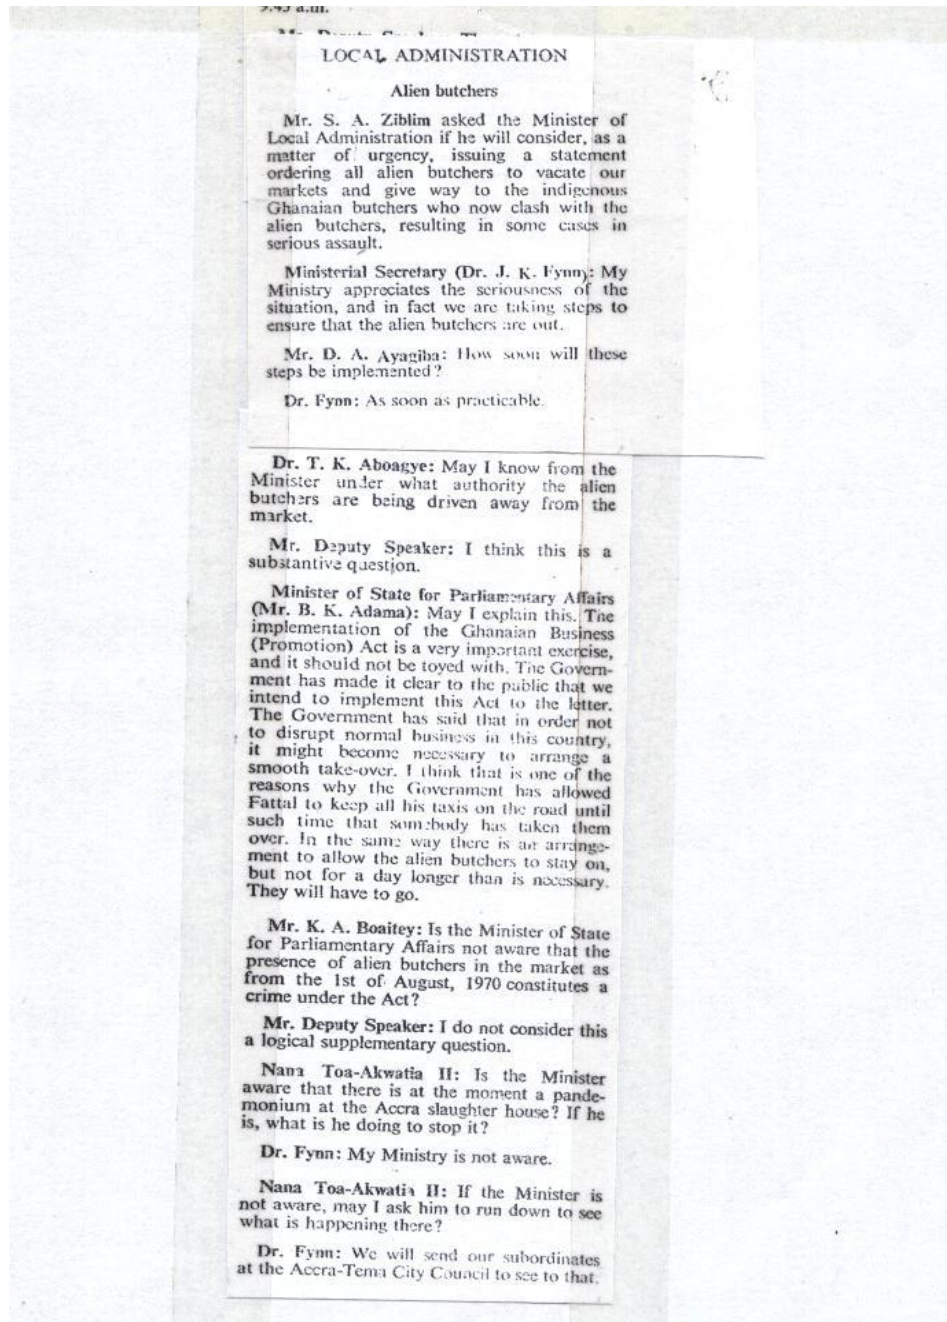 9.45 a.m.
LOCAL ADMINISTRATION
Alien butchers
Mr. S. A. Ziblim asked the Minister of
Local Administration if he will consider, as a
matter of urgency, issuing a statement
ordering all alien butchers to vacate our
markets and give way to the indigenous
Ghanaian butchers who now clash with the
alien butchers, resulting in some cases in
serious assault.
Ministerial Secretary (Dr. J. K. Fynn): My
Ministry appreciates the seriousness of the
situation, and in fact we are taking steps to
ensure that the alien butchers are out.
Mr. D. A. Ayagiba: How soon will these
steps be implemented?
Dr. Fynn: As soon as practicable.
Dr. T. K. Aboagye: May I know from the
Minister under what authority the alien
butchers are being driven away from the
market.
Mr. Deputy Speaker: I think this is a
substantive question.
Minister of State for Parliamentary Affairs
(Mr. B. K. Adama): May I explain this. The
implementation of the Ghanaian Business
(Promotion) Act is a very important exercise,
and it should not be toyed with. The Govern-
ment has made it clear to the public that we
intend to implement this Act to the letter.
The Government has said that in order not
to disrupt normal business in this country,
it might become necessary to arrange a
smooth take-over. I think that is one of the
reasons why the Government has allowed
Fattal to keep all his taxis on the road until
such time that somebody has taken them
over. In the same way there is an arrange-
ment to allow the alien butchers to stay on,
but not for a day longer than is necessary.
They will have to go.
Mr. K. A. Boaitey: Is the Minister of State
for Parliamentary Affairs not aware that the
presence of alien butchers in the market as
from the 1st of August, 1970 constitutes a
crime under the Act?
Mr. Deputy Speaker: I do not consider this
a logical supplementary question.
Nana Toa-Akwatia II: Is the Minister
aware that there is at the moment a pande-
monium at the Accra slaughter house? If he
is, what is he doing to stop it?
Dr. Fynn: My Ministry is not aware.
Nana Toa-Akwatia II: If the Minister is
not aware, may I ask him to run down to see
what is happening there?
Dr. Fynn: We will send our subordinates
at the Accra-Tema City Council to see to that.